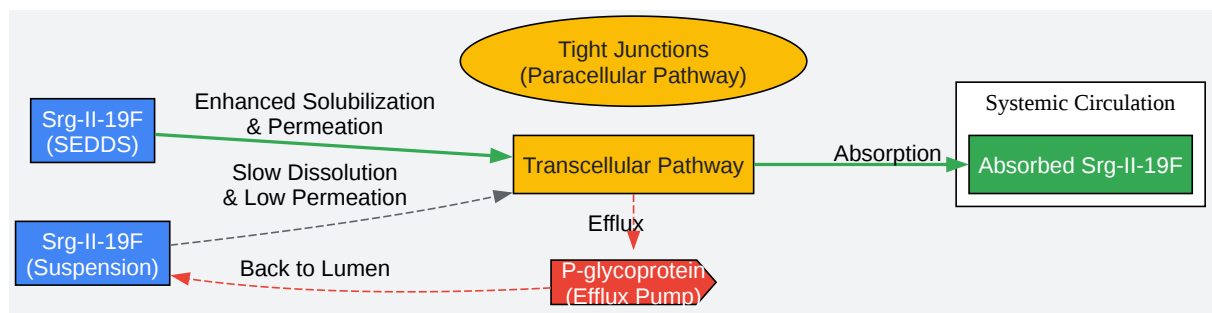 Tight Junctions
(Paracellular Pathway)
Srg-II-19F
(SEDDS)
Enhanced Solubilization
& Permeation
Slow Dissolution
& Low Permeation
Srg-II-19F
(Suspension)
Back to Lumen
Transcellular Pathway
Efflux
P-glycoprotein
(Efflux Pump)
Absorption
Systemic Circulation
Absorbed Srg-II-19F